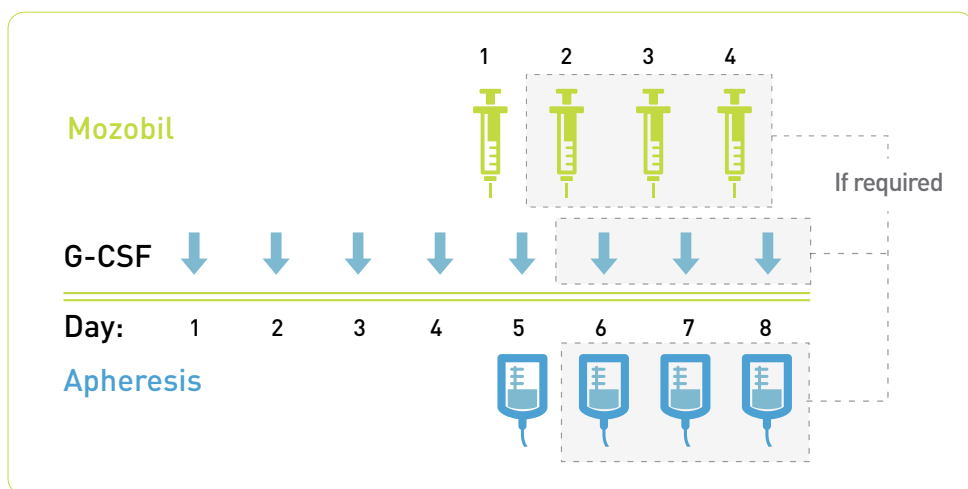 1 2 3 4
Mozobil
If required
G-CSF
Day: 1 2 3 4 5 6 7 8
Apheresis